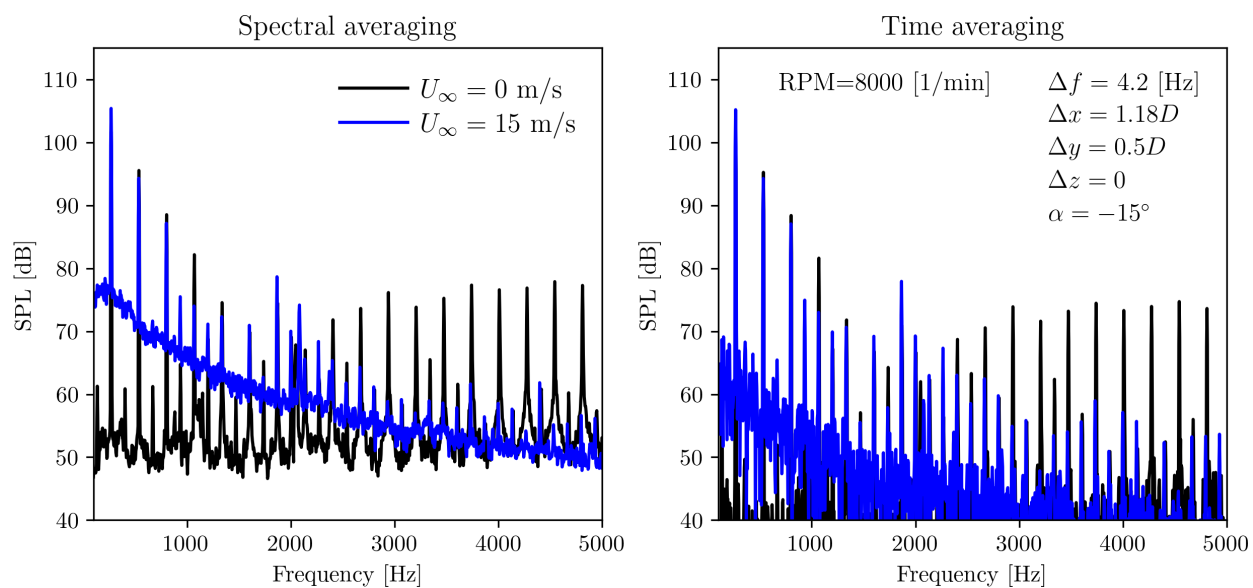 Spectral averaging
110
100
90
80
70
60
50
40
SPL [dB]
U∞ = 0 m/s
U∞ = 15 m/s
1000 2000 3000 4000 5000
Frequency [Hz]
Time averaging
110
100
90
80
70
60
50
40
SPL [dB]
RPM=8000 [1/min]
Δf = 4.2 [Hz]
Δx = 1.18D
Δy = 0.5D
Δz = 0
α = −15°
1000 2000 3000 4000 5000
Frequency [Hz]